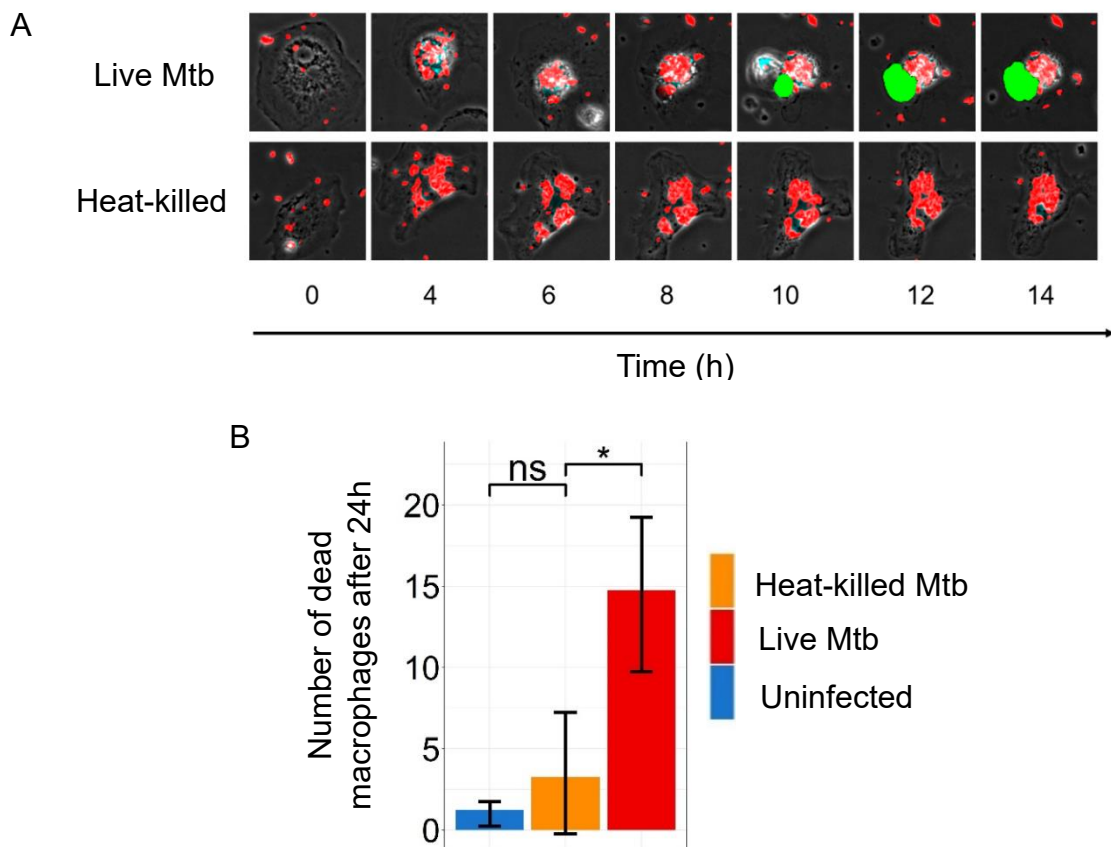 A
Live Mtb
Heat-killed
0 4 6 8 10 12 14
Time (h)
B
Number of dead
macrophages after 24h
20
15
10
5
0
ns
*
Heat-killed Mtb
Live Mtb
Uninfected